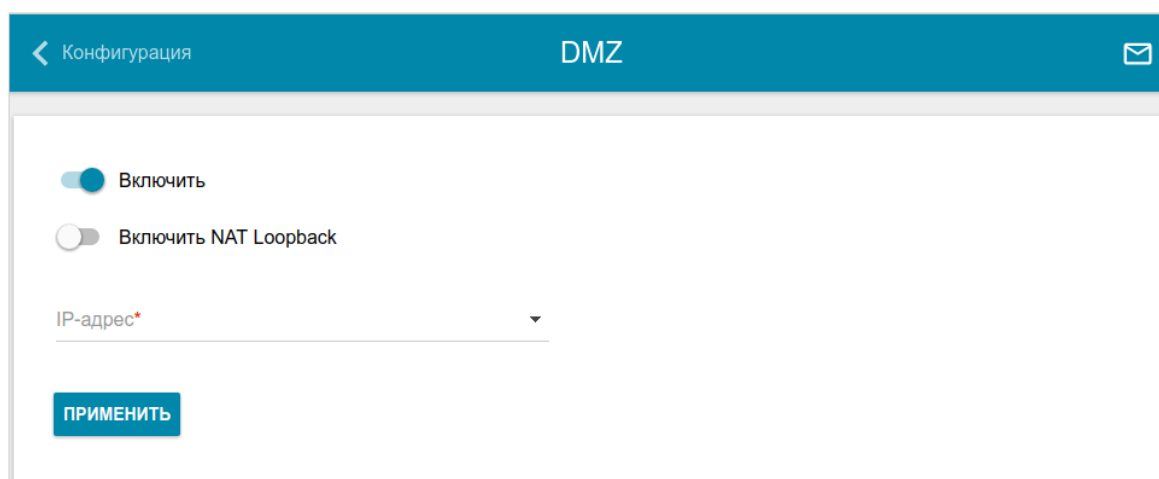 Конфигурация DMZ
Включить
Включить NAT Loopback
IP-адрес*
ПРИМЕНИТЬ